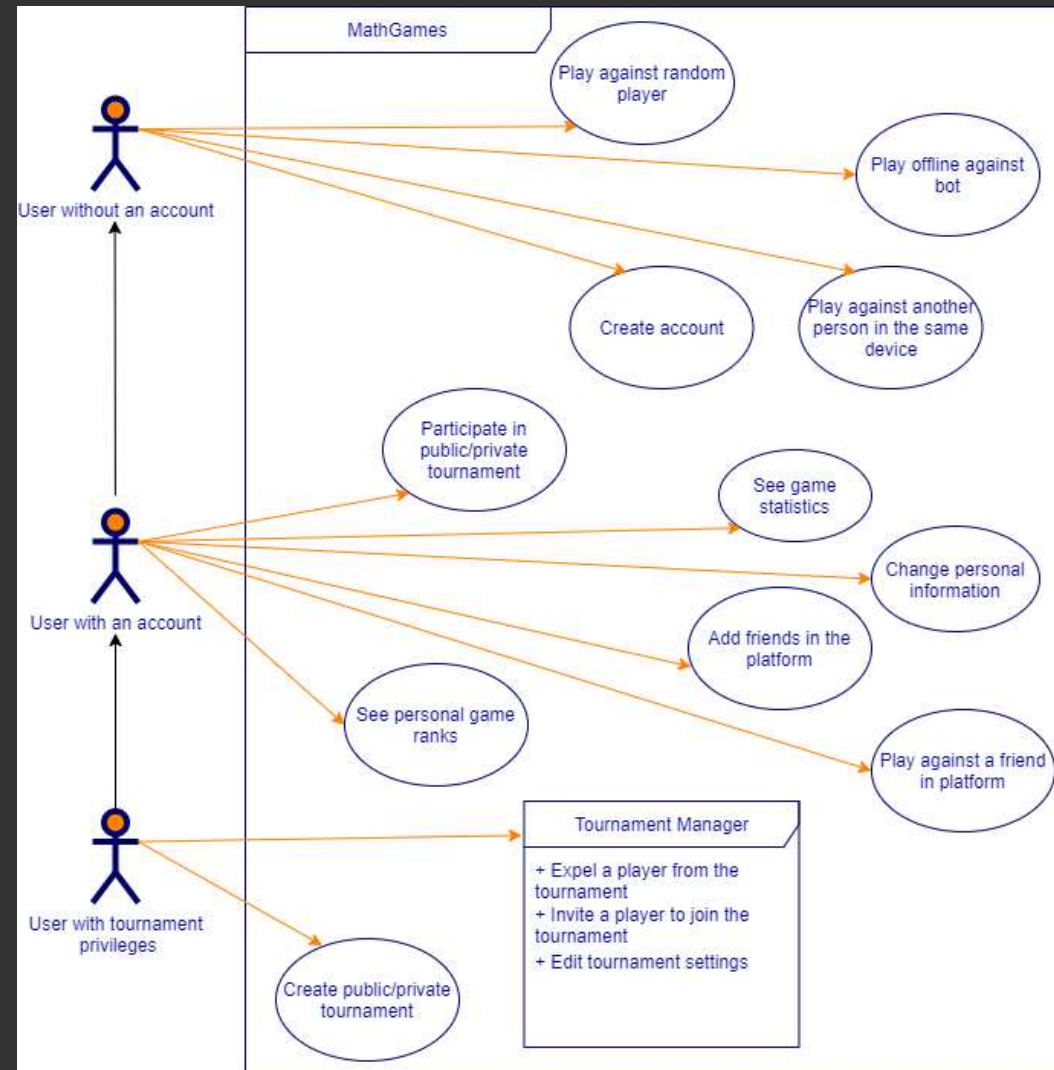 MathGames
Play against random
player
Play offline against
bot
User without an account
Create account
Play against another
person in the same
device
Participate in
public/private
tournament
See game
statistics
Change personal
information
User with an account
Add friends in the
platform
See personal game
ranks
Play against a friend
in platform
Tournament Manager
+ Expel a player from the
tournament
+ Invite a player to join the
tournament
+ Edit tournament settings
User with tournament
privileges
Create public/private
tournament